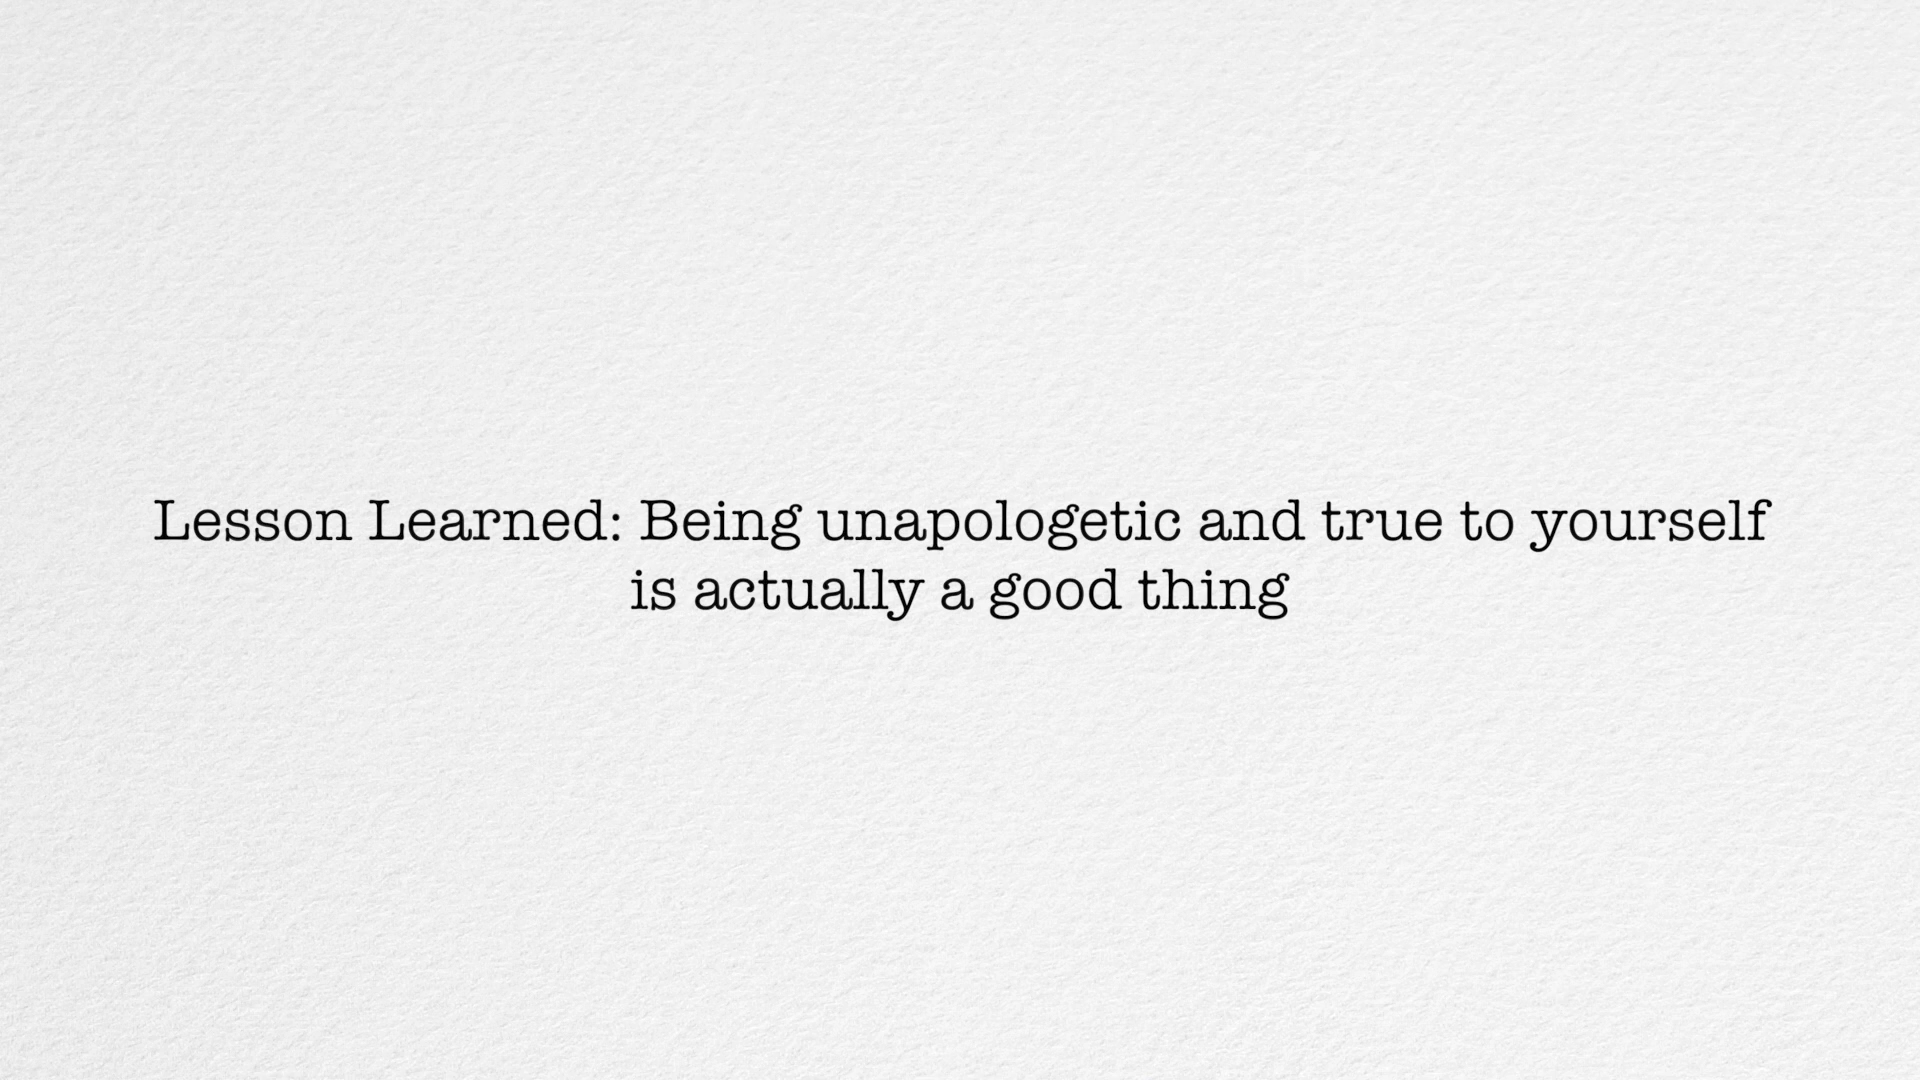 Lesson Learned: Being unapologetic and true to yourself
is actually a good thing